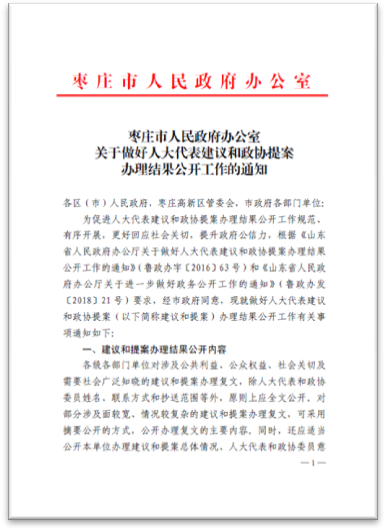 枣庄市人民政府办公室
枣庄市人民政府办公室
关于做好人大代表建议和政协提案
办理结果公开工作的通知
各区（市）人民政府，枣庄高新区管委会，市政府各部门单位：
为促进人大代表建议和政协提案办理结果公开工作规范、
有序开展，更好回应社会关切，提升政府公信力，根据《山东
省人民政府办公厅关于做好人大代表建议和政协提案办理结果
公开工作的通知》（鲁政办字〔2016〕63号）和《山东省人民政
府办公厅关于进一步做好政务公开工作的通知》（鲁政办发
〔2018〕21号）要求，经市政府同意，现就做好人大代表建议
和政协提案（以下简称建议和提案）办理结果公开工作有关事
项通知如下：
一、建议和提案办理结果公开内容
各级各部门单位对涉及公共利益、公众权益、社会关切及
需要社会广泛知晓的建议和提案办理复文，除人大代表和政协
委员姓名、联系方式和抄送范围等外，原则上应全文公开，对
部分涉及面较宽、情况较复杂的建议和提案办理复文，可采用
摘要公开的方式，公开办理复文的主要内容。同时，还应适当
公开本单位办理建议和提案总体情况，人大代表和政协委员意
—1—